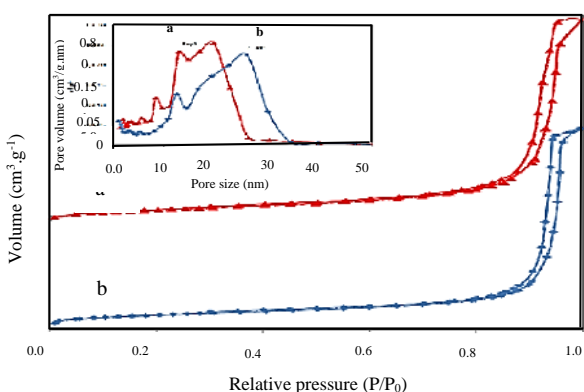 a
b
0.8
0.15
0.05
Pore volume (cm³/g.nm)
0.0
10
20
30
40
50
Pore size (nm)
a
b
Volume (cm³.g⁻¹)
0.0
0.2
0.4
0.6
0.8
1.0
Relative pressure (P/P₀)